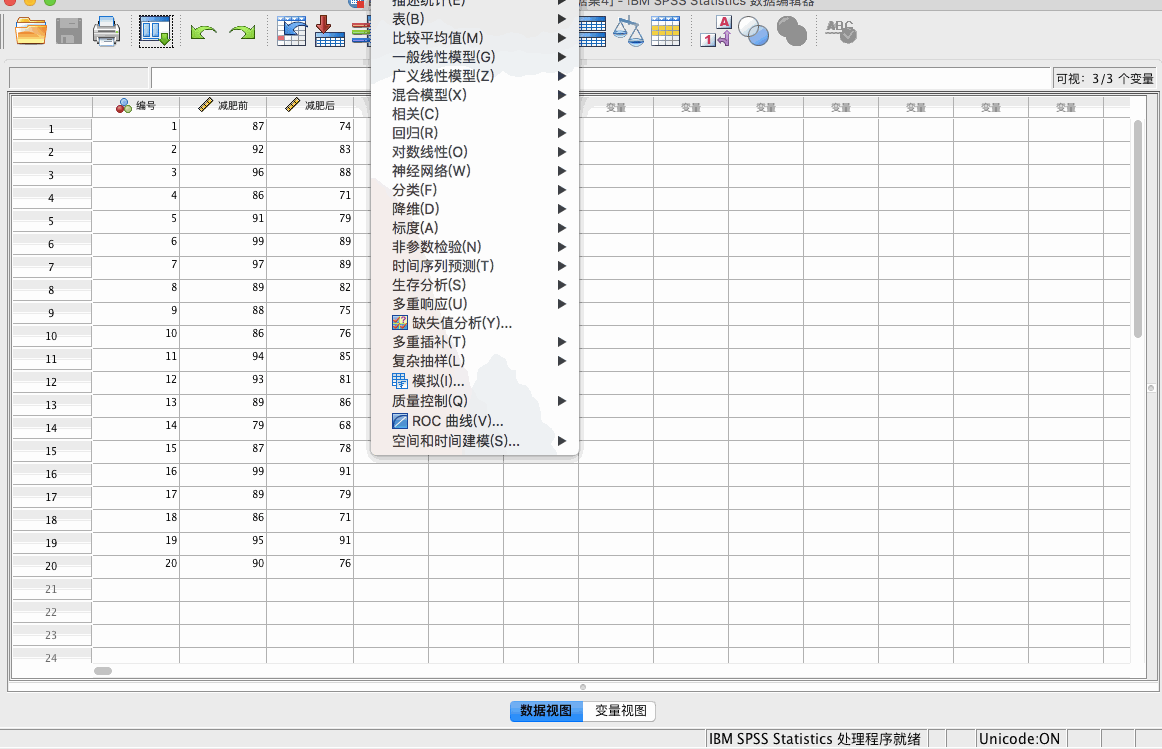 描述统计(E)
数据集4] - IBM SPSS Statistics 数据编辑器
表(B)
比较平均值(M)
一般线性模型(G)
广义线性模型(Z)
混合模型(X)
相关(C)
回归(R)
对数线性(O)
神经网络(W)
分类(F)
降维(D)
标度(A)
非参数检验(N)
时间序列预测(T)
生存分析(S)
多重响应(U)
缺失值分析(Y)...
多重插补(T)
复杂抽样(L)
模拟(I)...
质量控制(Q)
ROC 曲线(V)...
空间和时间建模(S)...
A
1
ABC
可视: 3/3 个变量
编号 减肥前 减肥后 变量 变量 变量 变量 变量 变量 变量
1 1 87 74
2 2 92 83
3 3 96 88
4 4 86 71
5 5 91 79
6 6 99 89
7 7 97 89
8 8 89 82
9 9 88 75
10 10 86 76
11 11 94 85
12 12 93 81
13 13 89 86
14 14 79 68
15 15 87 78
16 16 99 91
17 17 89 79
18 18 86 71
19 19 95 91
20 20 90 76
21
22
23
24
数据视图 变量视图
IBM SPSS Statistics 处理程序就绪 Unicode:ON